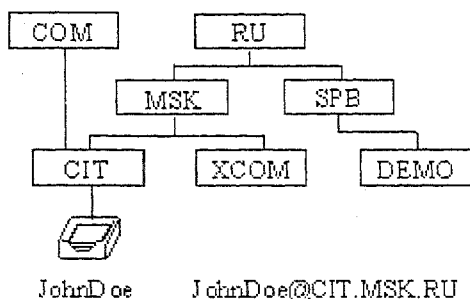 COM RU
MSK SPB
CIT XCOM DEMO
JohnDoe JohnDoe@CIT.MSK.RU